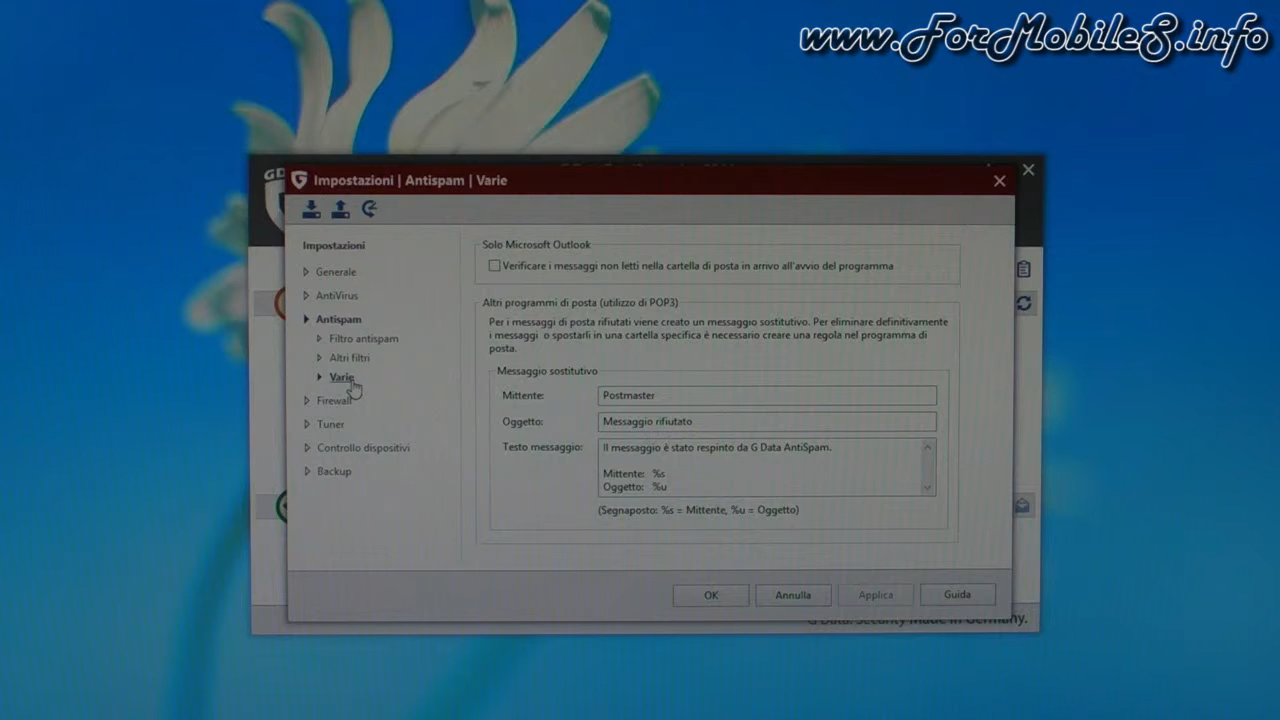 www.ForMobileS.info
GD
Impostazioni | Antispam | Varie
Impostazioni
Generale
AntiVirus
Antispam
Filtro antispam
Altri filtri
Varie
Firewall
Tuner
Controllo dispositivi
Backup
Solo Microsoft Outlook
Verificare i messaggi non letti nella cartella di posta in arrivo all'avvio del programma
Altri programmi di posta (utilizzo di POP3)
Per i messaggi di posta rifiutati viene creato un messaggio sostitutivo. Per eliminare definitivamente
i messaggi o spostarli in una cartella specifica è necessario creare una regola nel programma di
posta.
Messaggio sostitutivo
Mittente: Postmaster
Oggetto: Messaggio rifiutato
Testo messaggio: Il messaggio è stato respinto da G Data AntiSpam.
Mittente: %s
Oggetto: %u
(Segnaposto: %s = Mittente, %u = Oggetto)
OK
Annulla
Applica
Guida
G Data. Security Made in Germany.